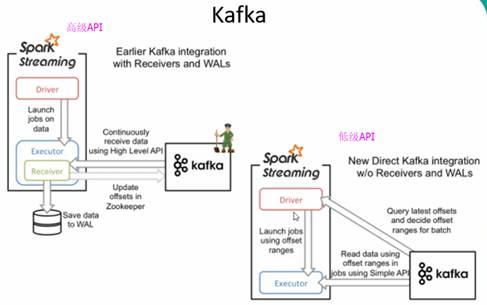 Kafka
高级API
Spark
Streaming
Earlier Kafka integration
with Receivers and WALs
Driver
Launch
jobs on
data
Executor
Receiver
Continuously
receive data
using High Level API
kafka
Update
offsets in
Zookeeper
Save data
to WAL
低级API
Spark
Streaming
New Direct Kafka integration
w/o Receivers and WALs
Driver
Query latest offsets
and decide offset
ranges for batch
Launch jobs
using offset
ranges
Read data using
offset ranges in
jobs using Simple API
Executor
kafka